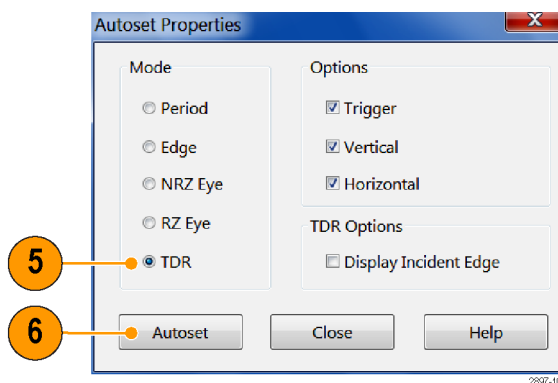 Autoset Properties
X
Mode
Period
Edge
NRZ Eye
RZ Eye
TDR
Options
Trigger
Vertical
Horizontal
TDR Options
Display Incident Edge
5
6
Autoset
Close
Help